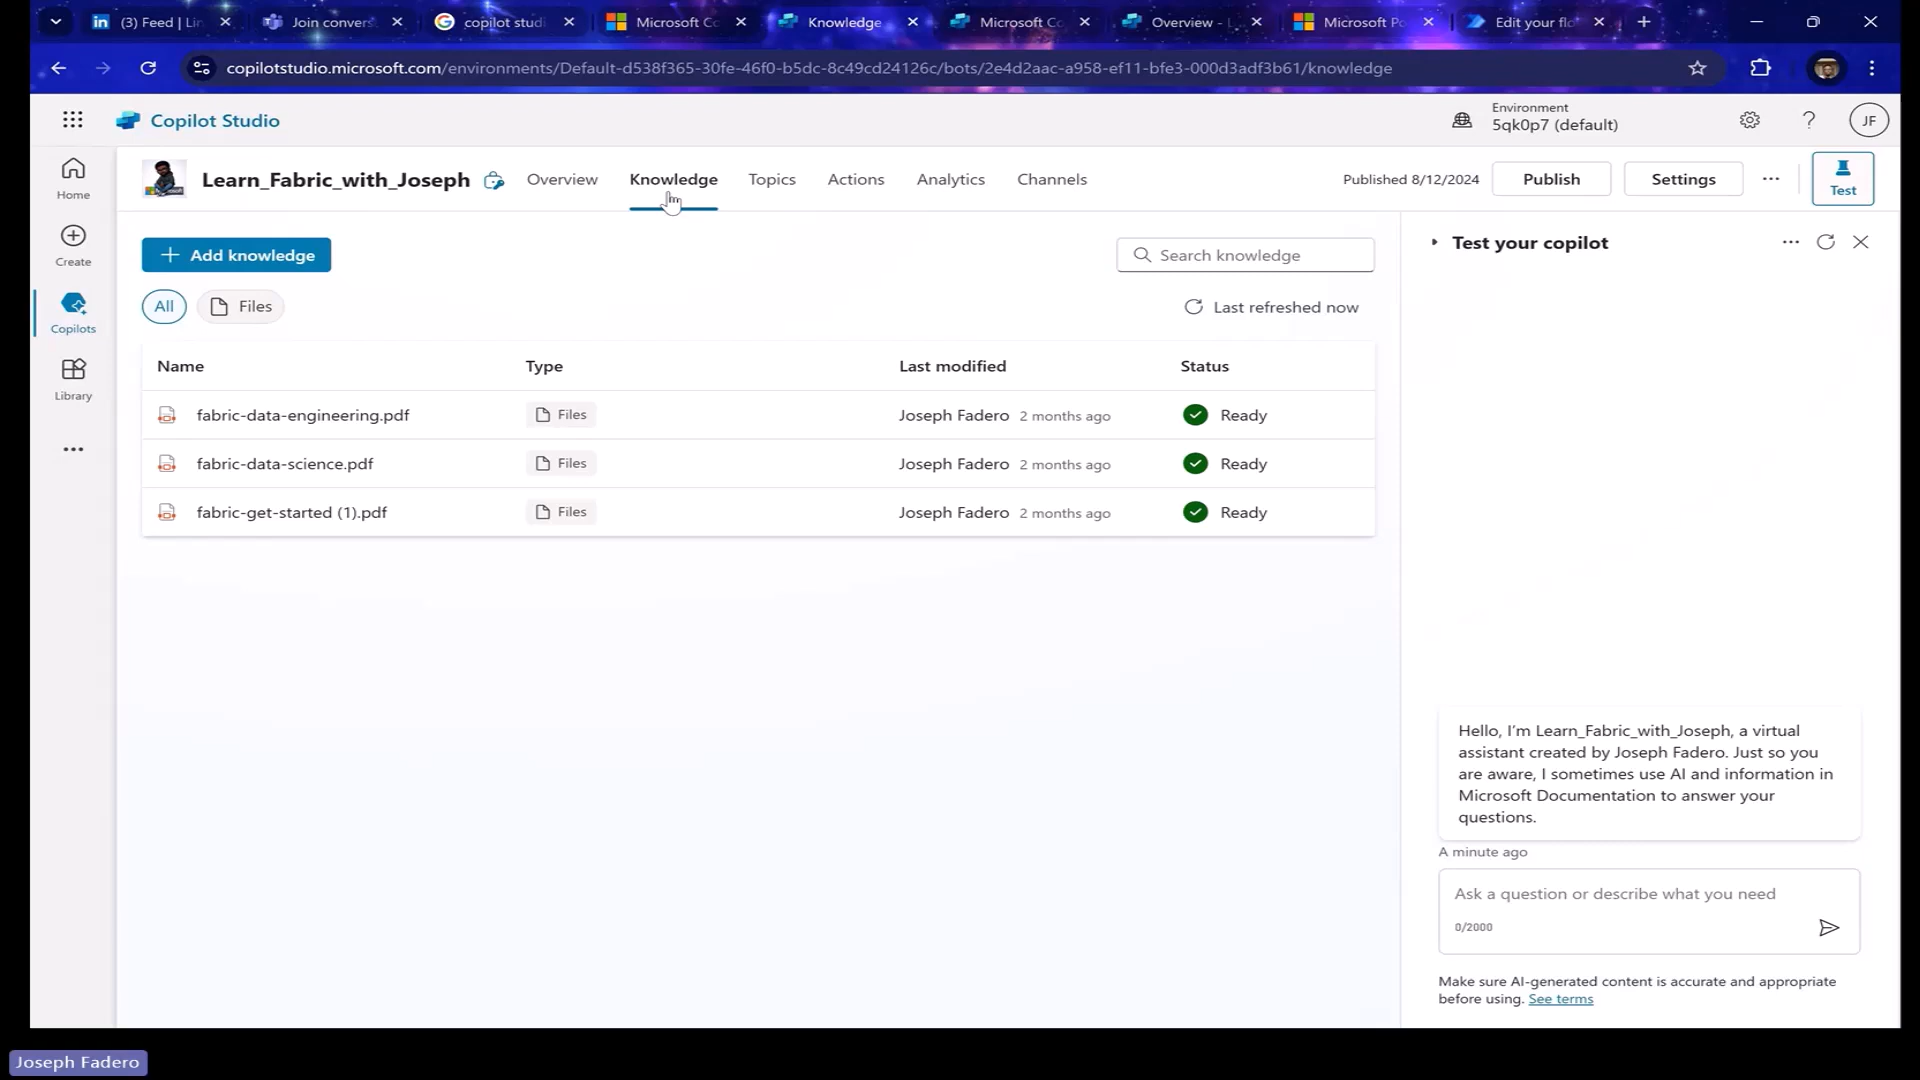 (3) Feed | Lin
Join convers
copilot studi
Microsoft Co
Knowledge
Microsoft Co
Overview - L
Microsoft Po
Edit your flo
copilotstudio.microsoft.com/environments/Default-d538f365-30fe-46f0-b5dc-8c49cd24126c/bots/2e4d2aac-a958-ef11-bfe3-000d3adf3b61/knowledge
Copilot Studio
Environment
5qk0p7 (default)
JF
Home
Create
Copilots
Library
Learn_Fabric_with_Joseph
Overview
Knowledge
Topics
Actions
Analytics
Channels
Published 8/12/2024
Publish
Settings
Test
Add knowledge
Search knowledge
All
Files
Last refreshed now
Name Type Last modified Status
fabric-data-engineering.pdf Files Joseph Fadero 2 months ago Ready
fabric-data-science.pdf Files Joseph Fadero 2 months ago Ready
fabric-get-started (1).pdf Files Joseph Fadero 2 months ago Ready
Test your copilot
Hello, I'm Learn_Fabric_with_Joseph, a virtual
assistant created by Joseph Fadero. Just so you
are aware, I sometimes use AI and information in
Microsoft Documentation to answer your
questions.
A minute ago
Ask a question or describe what you need
0/2000
Make sure AI-generated content is accurate and appropriate
before using. See terms
Joseph Fadero